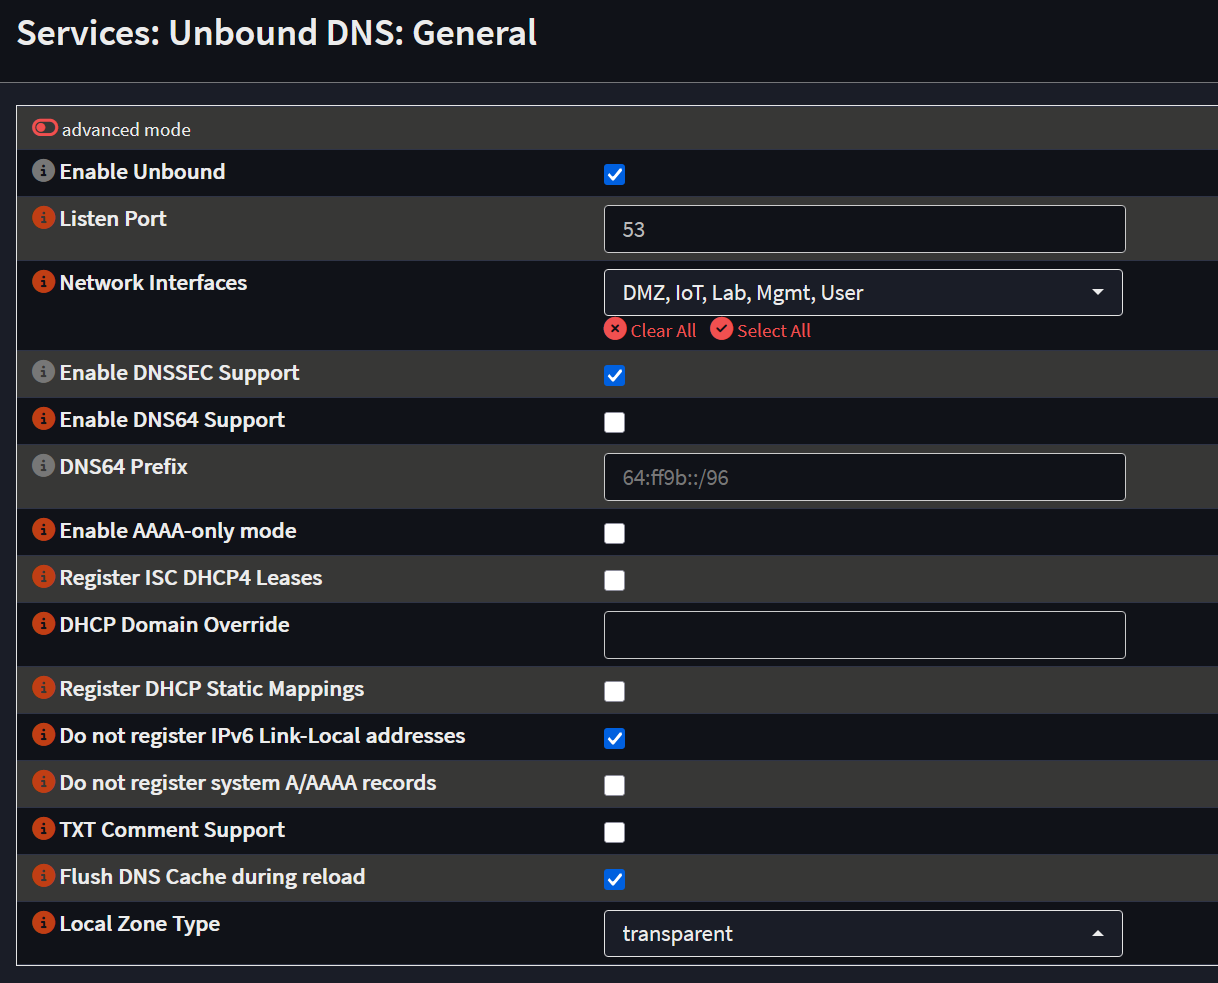 Services: Unbound DNS: General
advanced mode
Enable Unbound
Listen Port
53
Network Interfaces
DMZ, IoT, Lab, Mgmt, User
Clear All Select All
Enable DNSSEC Support
Enable DNS64 Support
DNS64 Prefix
64:ff9b::/96
Enable AAAA-only mode
Register ISC DHCP4 Leases
DHCP Domain Override
Register DHCP Static Mappings
Do not register IPv6 Link-Local addresses
Do not register system A/AAAA records
TXT Comment Support
Flush DNS Cache during reload
Local Zone Type
transparent